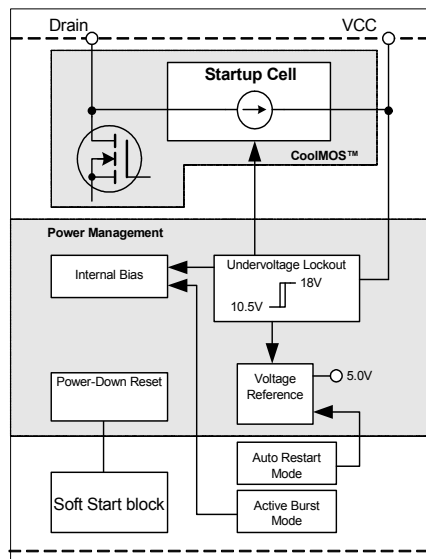 Drain
VCC
Startup Cell
CoolMOS™
Power Management
Internal Bias
Undervoltage Lockout
18V
10.5V
Voltage
Reference
5.0V
Power-Down Reset
Auto Restart
Mode
Soft Start block
Active Burst
Mode